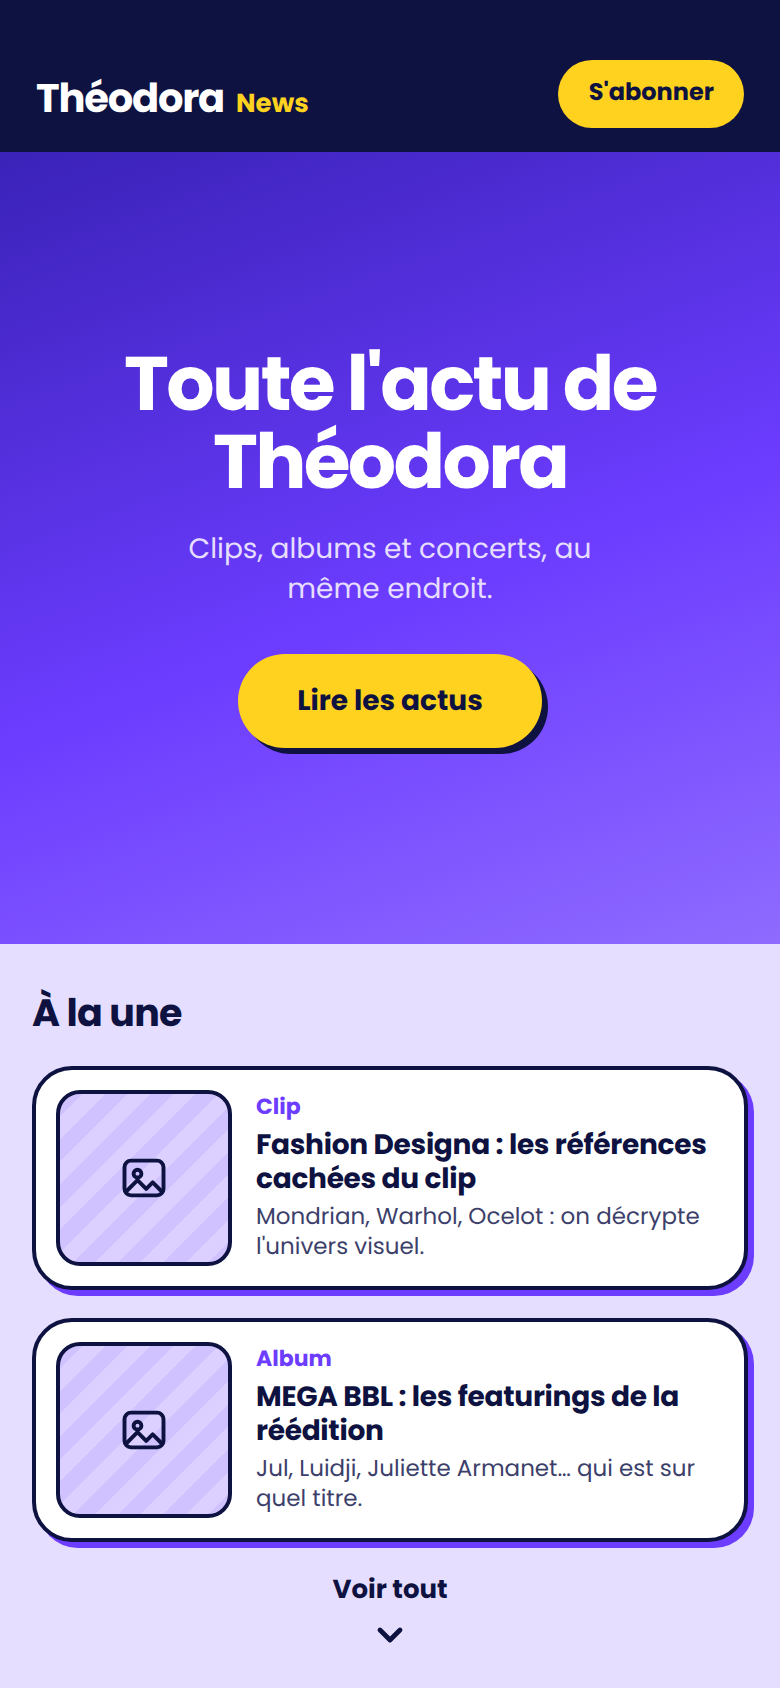 Théodora News
S'abonner
Toute l'actu de
Théodora
Clips, albums et concerts, au
même endroit.
Lire les actus
À la une
Clip
Fashion Designa : les références
cachées du clip
Mondrian, Warhol, Ocelot : on décrypte
l'univers visuel.
Album
MEGA BBL : les featurings de la
réédition
Jul, Luidji, Juliette Armanet... qui est sur
quel titre.
Voir tout